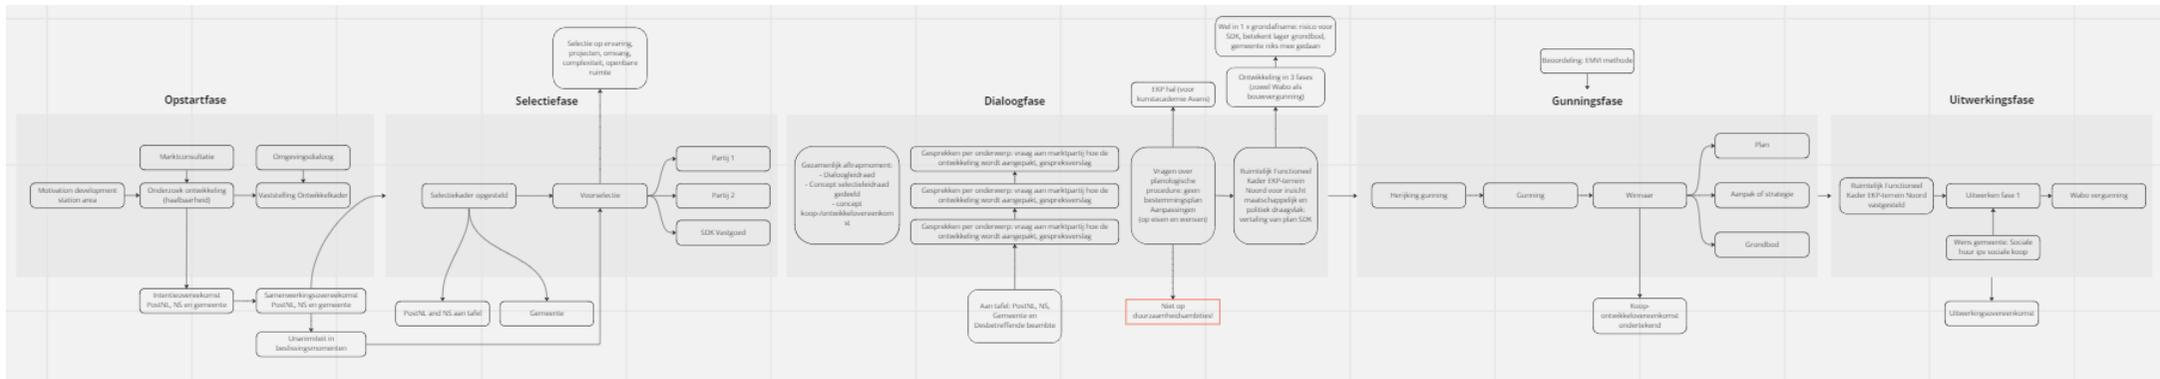 Opstartfase
Marktconsultatie
Omgevingsdialoog
Motivation development
station area
Onderzoek ontwikkeling
(haalbaarheid)
Vaststelling Ontwikkelkader
Intentieovereekomst
PostNL, NS en gemeente
Samenwerkingsovereekomst
PostNL, NS en gemeente
Unanimiteit in
beslissingsmomenten
Selectie op ervaring,
projecten, omvang,
complexiteit, openbare
ruimte
Selectiefase
Selectiekader opgesteld
Voorselectie
Partij 1
Partij 2
SDK Vastgoed
PostNL and NS aan tafel
Gemeente
Dialoogfase
Gezamenlijk aftrapmoment:
- Dialoogleidraad
- Concept selectieleidraad
gedeeld
- concept
koop-/ontwikkelovereenkom
st
Gesprekken per onderwerp: vraag aan marktpartij hoe de
ontwikkeling wordt aangepakt, gespreksverslag
Gesprekken per onderwerp: vraag aan marktpartij hoe de
ontwikkeling wordt aangepakt, gespreksverslag
Gesprekken per onderwerp: vraag aan marktpartij hoe de
ontwikkeling wordt aangepakt, gespreksverslag
Aan tafel: PostNL, NS,
Gemeente en
Desbetreffende beambte
EKP hal (voor
kunstacademie Avans)
Vragen over
planologische
procedure: geen
bestemmingsplan
Aanpassingen
(op eisen en wensen)
Niet op
duurzaamheidsambities!
Wel in 1 x grondafname: risico voor
SDK, betekent lager grondbod,
gemeente niks mee gedaan
Ontwikkeling in 3 fases
(zowel Wabo als
bouwvergunning)
Ruimtelijk Functioneel
Kader EKP-terrein
Noord voor inzicht
maatschappelijk en
politiek draagvlak:
vertaling van plan SDK
Beoordeling: EMVI methode
Gunningsfase
Herijking gunning
Gunning
Winnaar
Plan
Aanpak of strategie
Grondbod
Koop-
ontwikkelovereenkomst
ondertekend
Uitwerkingsfase
Ruimtelijk Functioneel
Kader EKP-terrein Noord
vastgesteld
Uitwerken fase 1
Wabo vergunning
Wens gemeente: Sociale
huur ipv sociale koop
Uitwerkingsovereenkomst